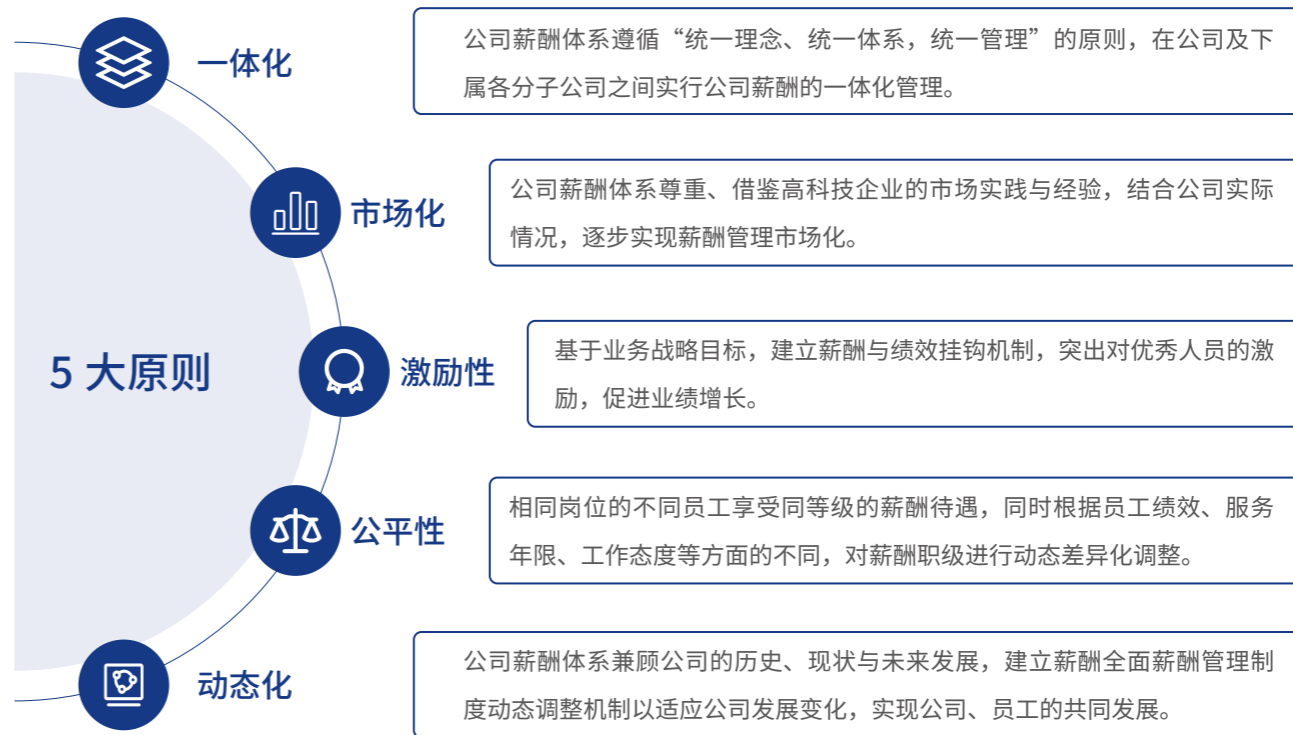 一体化
公司薪酬体系遵循“统一理念、统一体系，统一管理”的原则，在公司及下
属各分子公司之间实行公司薪酬的一体化管理。
市场化
公司薪酬体系尊重、借鉴高科技企业的市场实践与经验，结合公司实际
情况，逐步实现薪酬管理市场化。
5 大原则
激励性
基于业务战略目标，建立薪酬与绩效挂钩机制，突出对优秀人员的激
励，促进业绩增长。
公平性
相同岗位的不同员工享受同等级的薪酬待遇，同时根据员工绩效、服务
年限、工作态度等方面的不同，对薪酬职级进行动态差异化调整。
动态化
公司薪酬体系兼顾公司的历史、现状与未来发展，建立薪酬全面薪酬管理制
度动态调整机制以适应公司发展变化，实现公司、员工的共同发展。